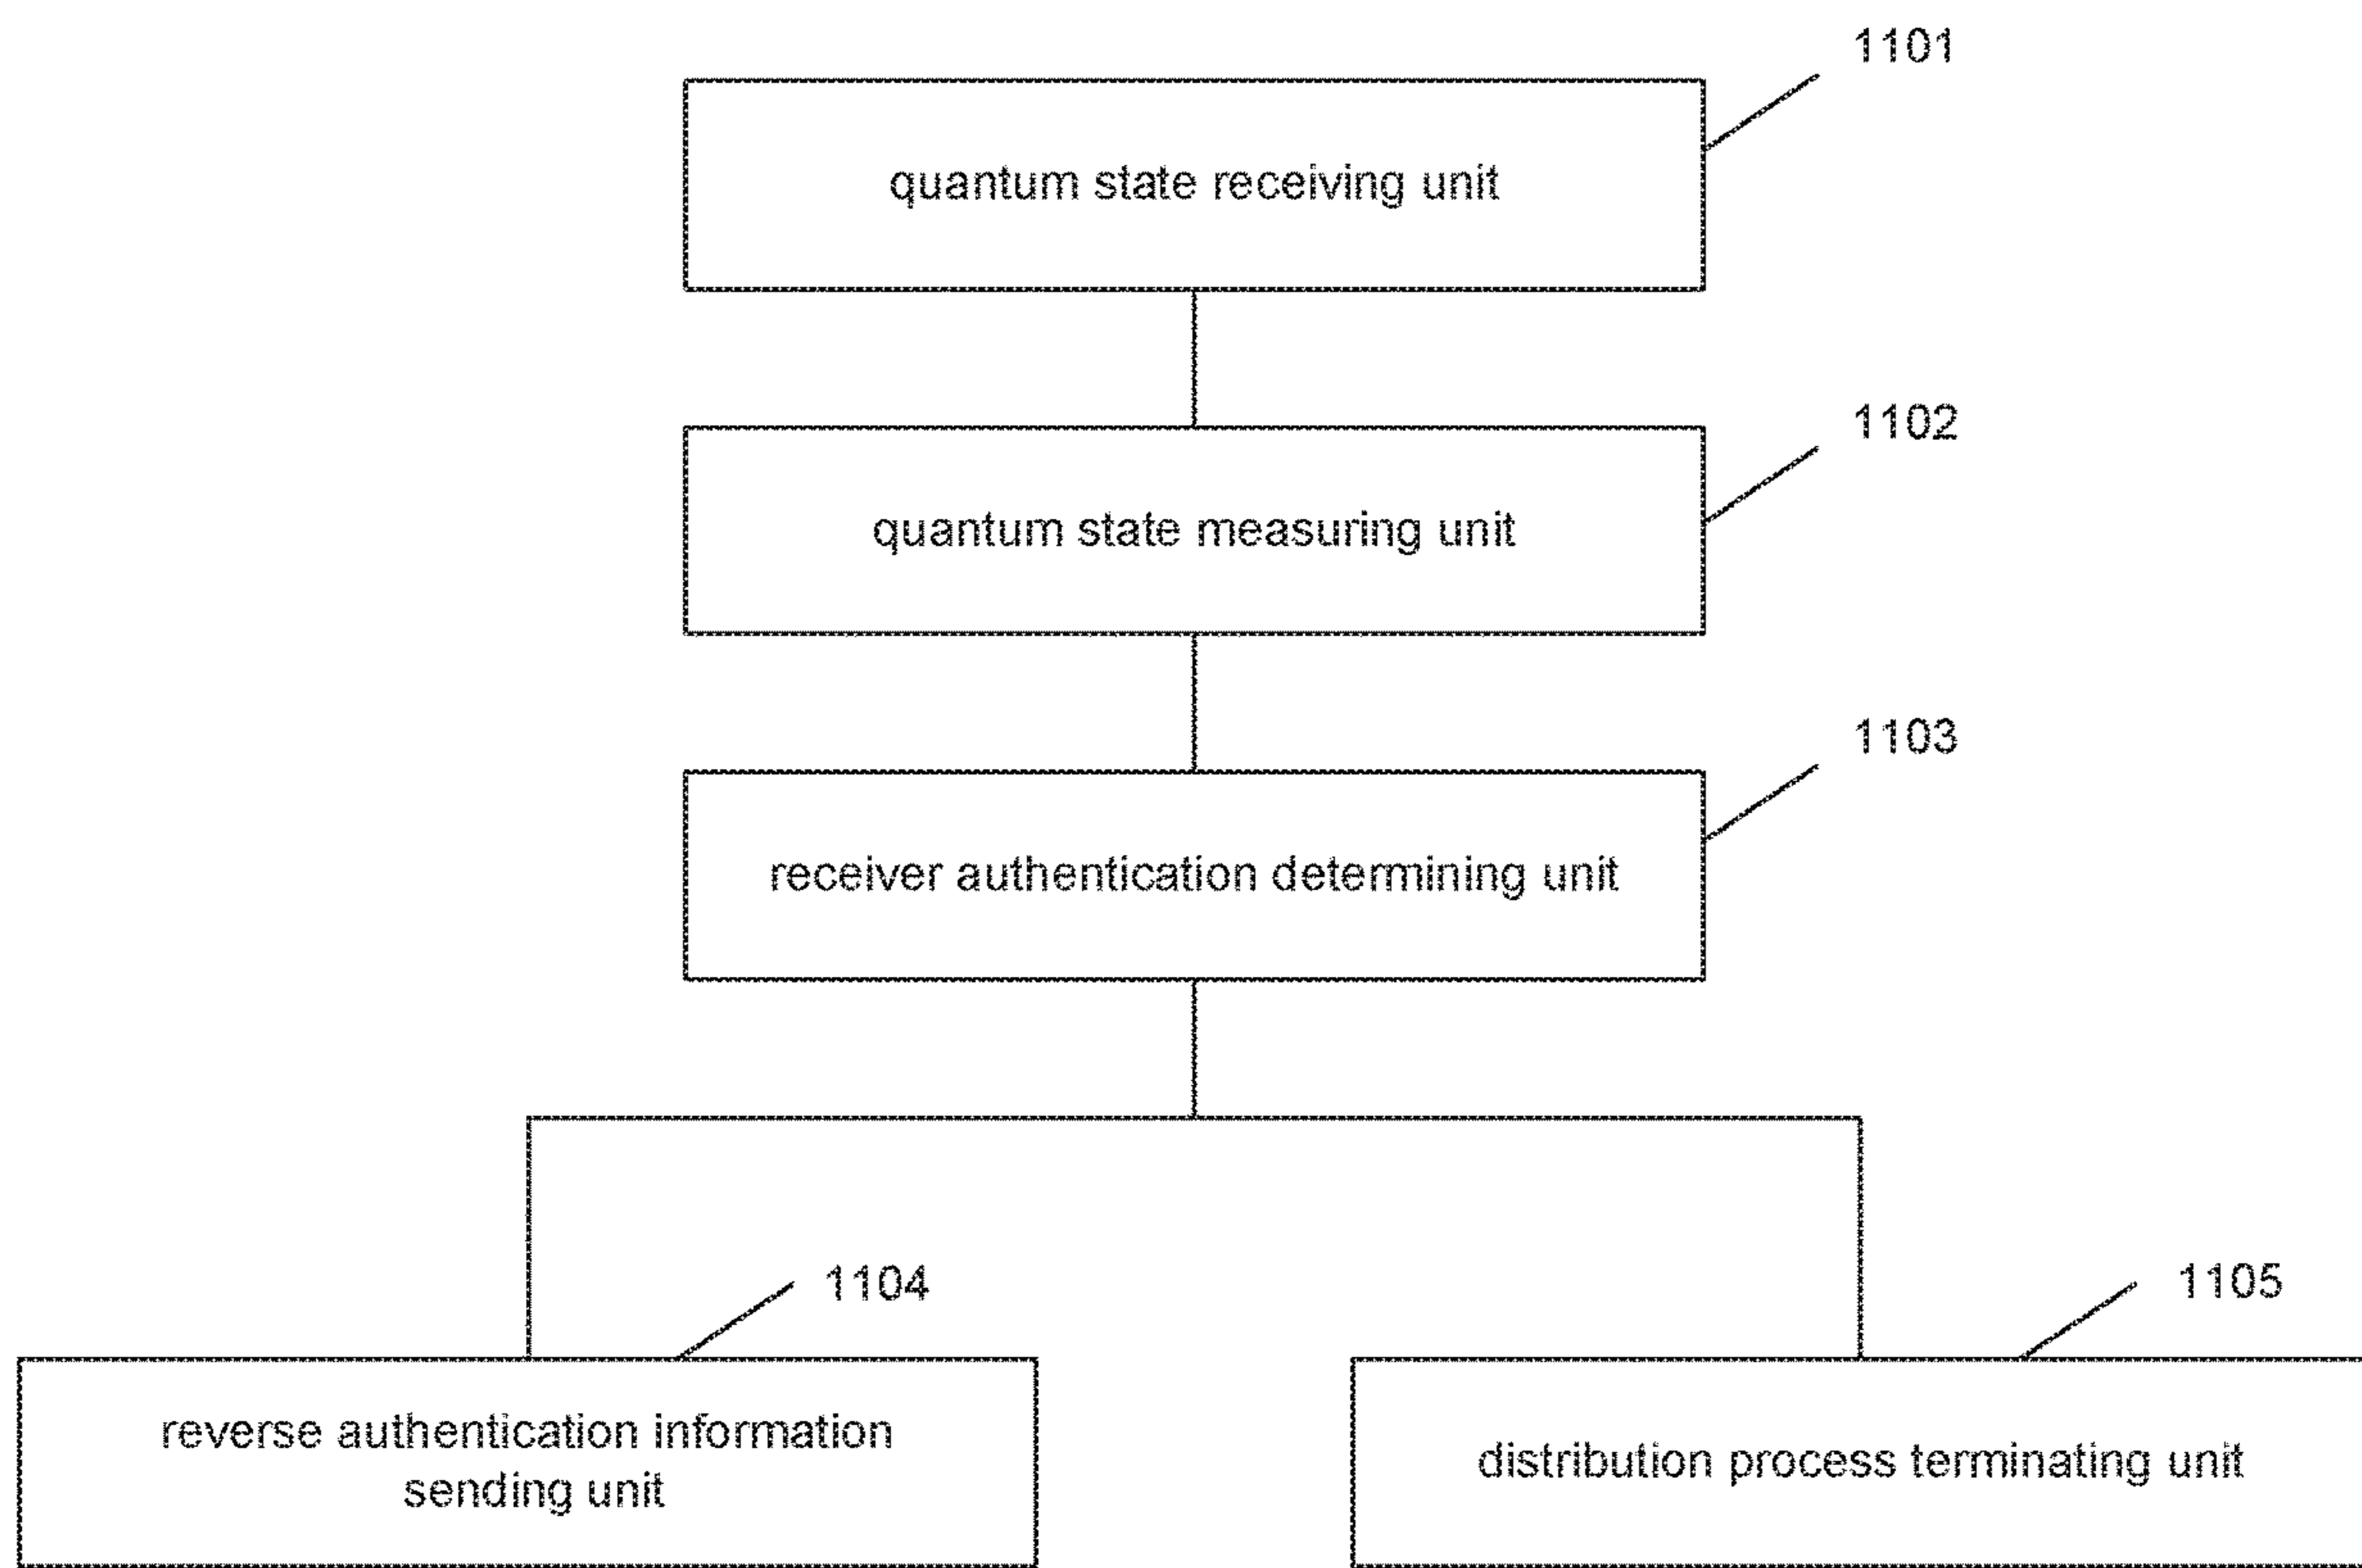 1101
quantum state receiving unit
1102
quantum state measuring unit
1103
receiver authentication determining unit
1104
1105
reverse authentication information
sending unit
distribution process terminating unit